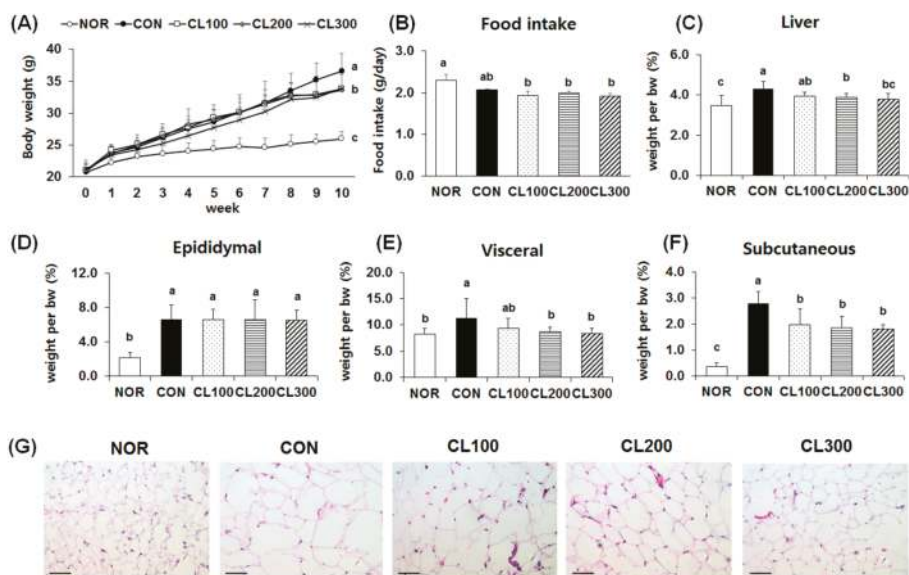 (A) NOR CON CL100 CL200 CL300
Body weight (g)
40
35
30
25
20
a
b
c
0 1 2 3 4 5 6 7 8 9 10
week
(B) Food intake
Food intake (g/day)
3.0
2.0
1.0
0.0
a ab b b b
NOR CON CL100 CL200 CL300
(C) Liver
weight per bw (%)
6.0
4.0
2.0
0.0
c a ab b bc
NOR CON CL100 CL200 CL300
(D) Epididymal
weight per bw (%)
12.0
8.0
4.0
0.0
b a a a a
NOR CON CL100 CL200 CL300
(E) Visceral
weight per bw (%)
20.0
15.0
10.0
5.0
0.0
b a ab b b
NOR CON CL100 CL200 CL300
(F) Subcutaneous
weight per bw (%)
4.0
3.0
2.0
1.0
0.0
c a b b b
NOR CON CL100 CL200 CL300
(G) NOR CON CL100 CL200 CL300